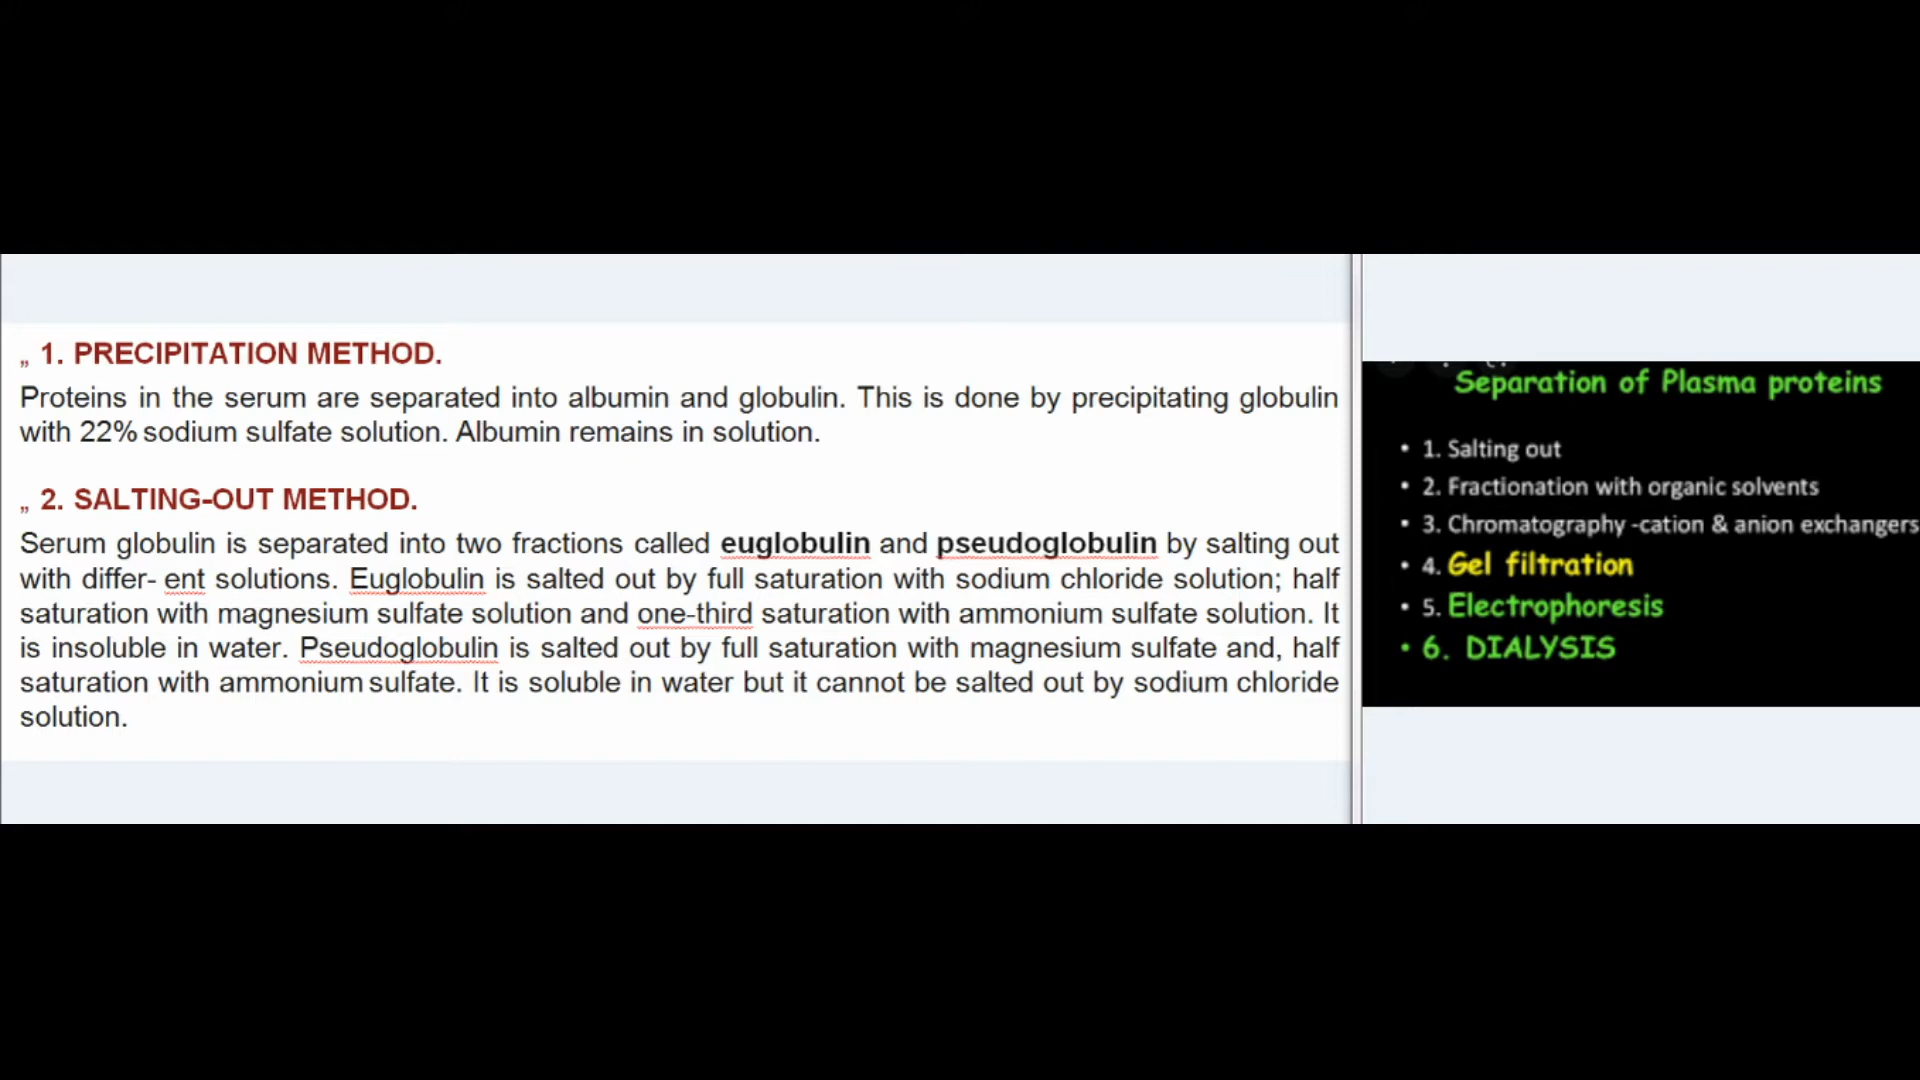 „ 1. PRECIPITATION METHOD.
Proteins in the serum are separated into albumin and globulin. This is done by precipitating globulin
with 22% sodium sulfate solution. Albumin remains in solution.
„ 2. SALTING-OUT METHOD.
Serum globulin is separated into two fractions called euglobulin and pseudoglobulin by salting out
with differ- ent solutions. Euglobulin is salted out by full saturation with sodium chloride solution; half
saturation with magnesium sulfate solution and one-third saturation with ammonium sulfate solution. It
is insoluble in water. Pseudoglobulin is salted out by full saturation with magnesium sulfate and, half
saturation with ammonium sulfate. It is soluble in water but it cannot be salted out by sodium chloride
solution.
Separation of Plasma proteins
• 1. Salting out
• 2. Fractionation with organic solvents
• 3. Chromatography -cation & anion exchangers
• 4. Gel filtration
• 5. Electrophoresis
• 6. DIALYSIS